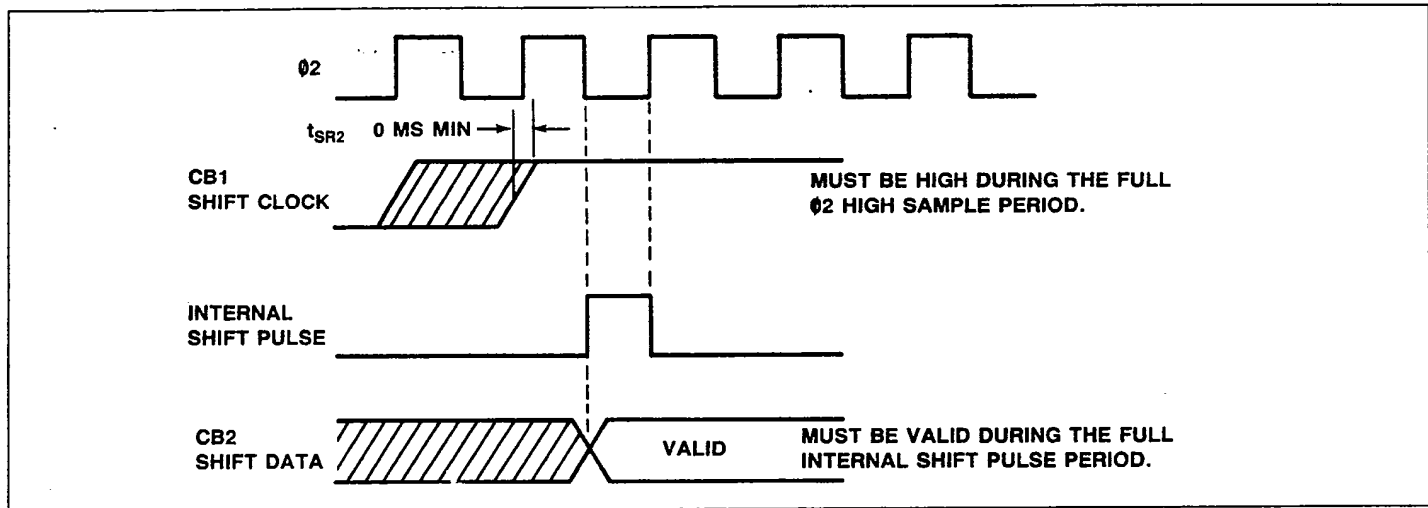 ϕ2
tSR2 0 MS MIN
CB1
SHIFT CLOCK
MUST BE HIGH DURING THE FULL
ϕ2 HIGH SAMPLE PERIOD.
INTERNAL
SHIFT PULSE
CB2
SHIFT DATA
VALID
MUST BE VALID DURING THE FULL
INTERNAL SHIFT PULSE PERIOD.